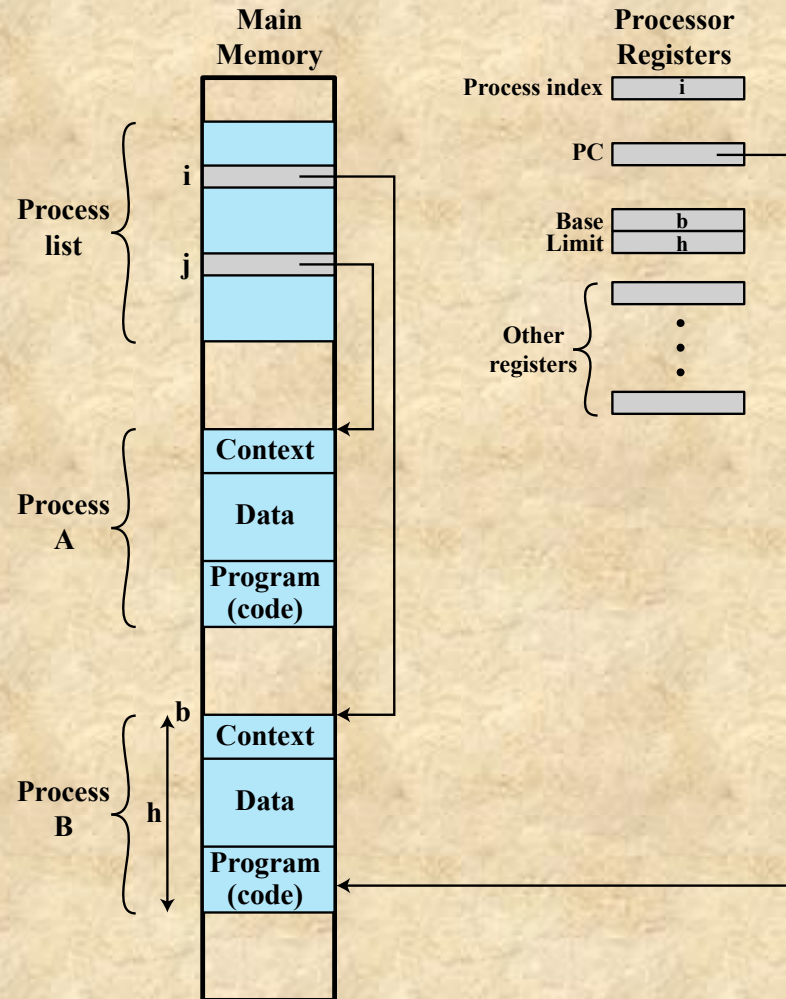 Main
Memory
Processor
Registers
Process index
i
PC
Base
b
Limit
h
Other
registers
Process
list
i
j
Process
A
Context
Data
Program
(code)
Process
B
b
h
Context
Data
Program
(code)